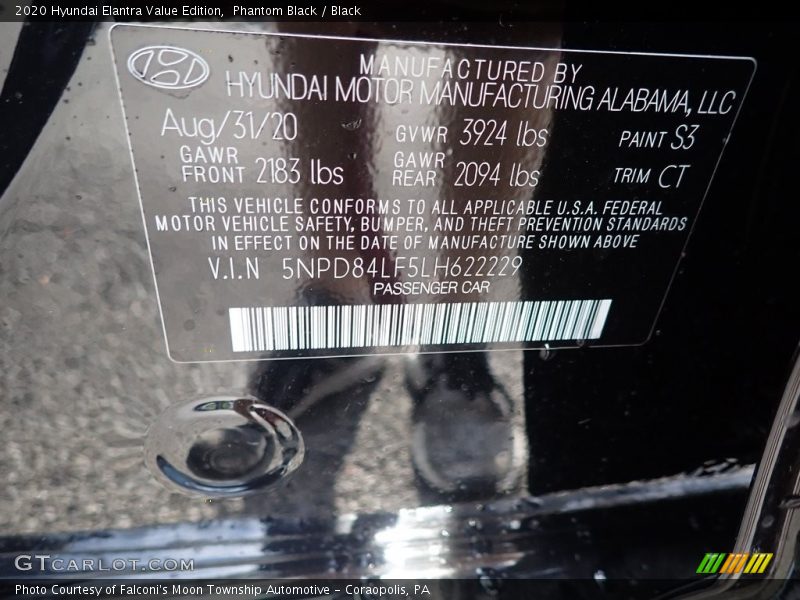 2020 Hyundai Elantra Value Edition,  Phantom Black / Black
MANUFACTURED BY
HYUNDAI MOTOR MANUFACTURING ALABAMA, LLC
Aug/31/20 GVWR 3924 lbs PAINT S3
GAWR FRONT 2183 lbs GAWR REAR 2094 lbs TRIM CT
THIS VEHICLE CONFORMS TO ALL APPLICABLE U.S.A. FEDERAL
MOTOR VEHICLE SAFETY, BUMPER, AND THEFT PREVENTION STANDARDS
IN EFFECT ON THE DATE OF MANUFACTURE SHOWN ABOVE
V.I.N 5NPD84LF5LH622229
PASSENGER CAR
GTCARLOT.COM
Photo Courtesy of Falconi's Moon Township Automotive - Coraopolis, PA